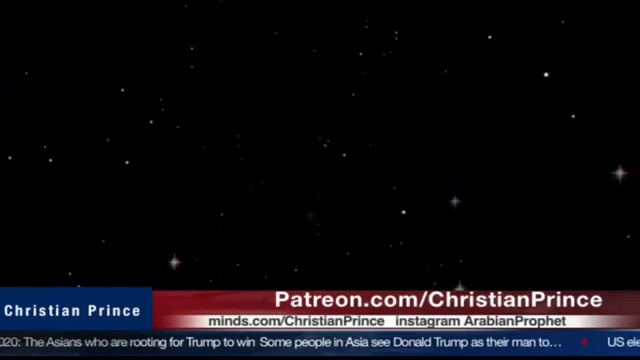 Patreon.com/ChristianPrince
Christian Prince
minds.com/ChristianPrince instagram ArabianProphet
020: The Asians who are rooting for Trump to win Some people in Asia see Donald Trump as their man to… US ele